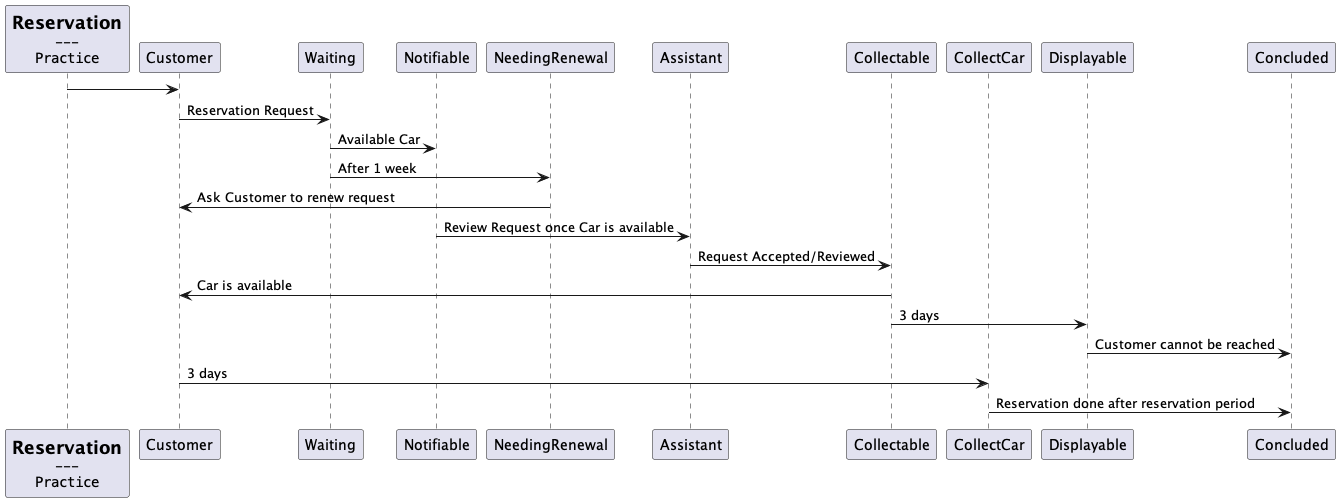 Reservation
---
Practice
Customer
Waiting
Notifiable
NeedingRenewal
Assistant
Collectable
CollectCar
Displayable
Concluded
Reservation Request
Available Car
After 1 week
Ask Customer to renew request
Review Request once Car is available
Request Accepted/Reviewed
Car is available
3 days
Customer cannot be reached
3 days
Reservation done after reservation period
Reservation
---
Practice
Customer
Waiting
Notifiable
NeedingRenewal
Assistant
Collectable
CollectCar
Displayable
Concluded